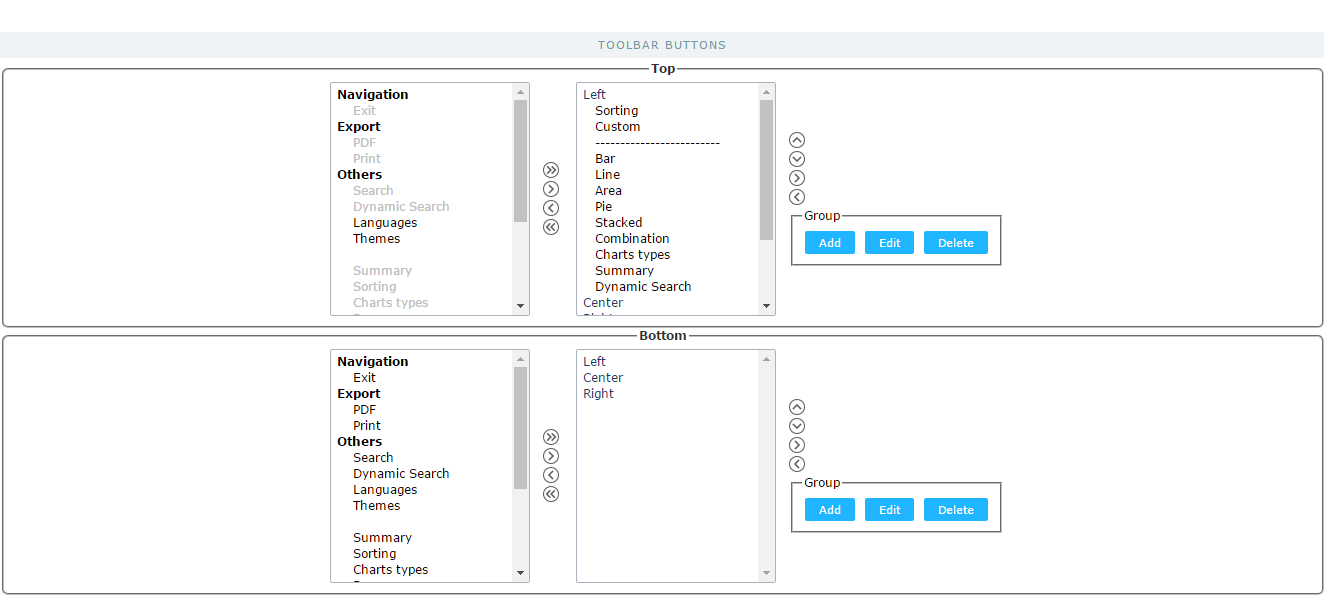 TOOLBAR BUTTONS
Top
Navigation
Exit
Export
PDF
Print
Others
Search
Dynamic Search
Languages
Themes
Summary
Sorting
Charts types
Left
Sorting
Custom
-------------------------
Bar
Line
Area
Pie
Stacked
Combination
Charts types
Summary
Dynamic Search
Center
Group
Add
Edit
Delete
Bottom
Navigation
Exit
Export
PDF
Print
Others
Search
Dynamic Search
Languages
Themes
Summary
Sorting
Charts types
Left
Center
Right
Group
Add
Edit
Delete